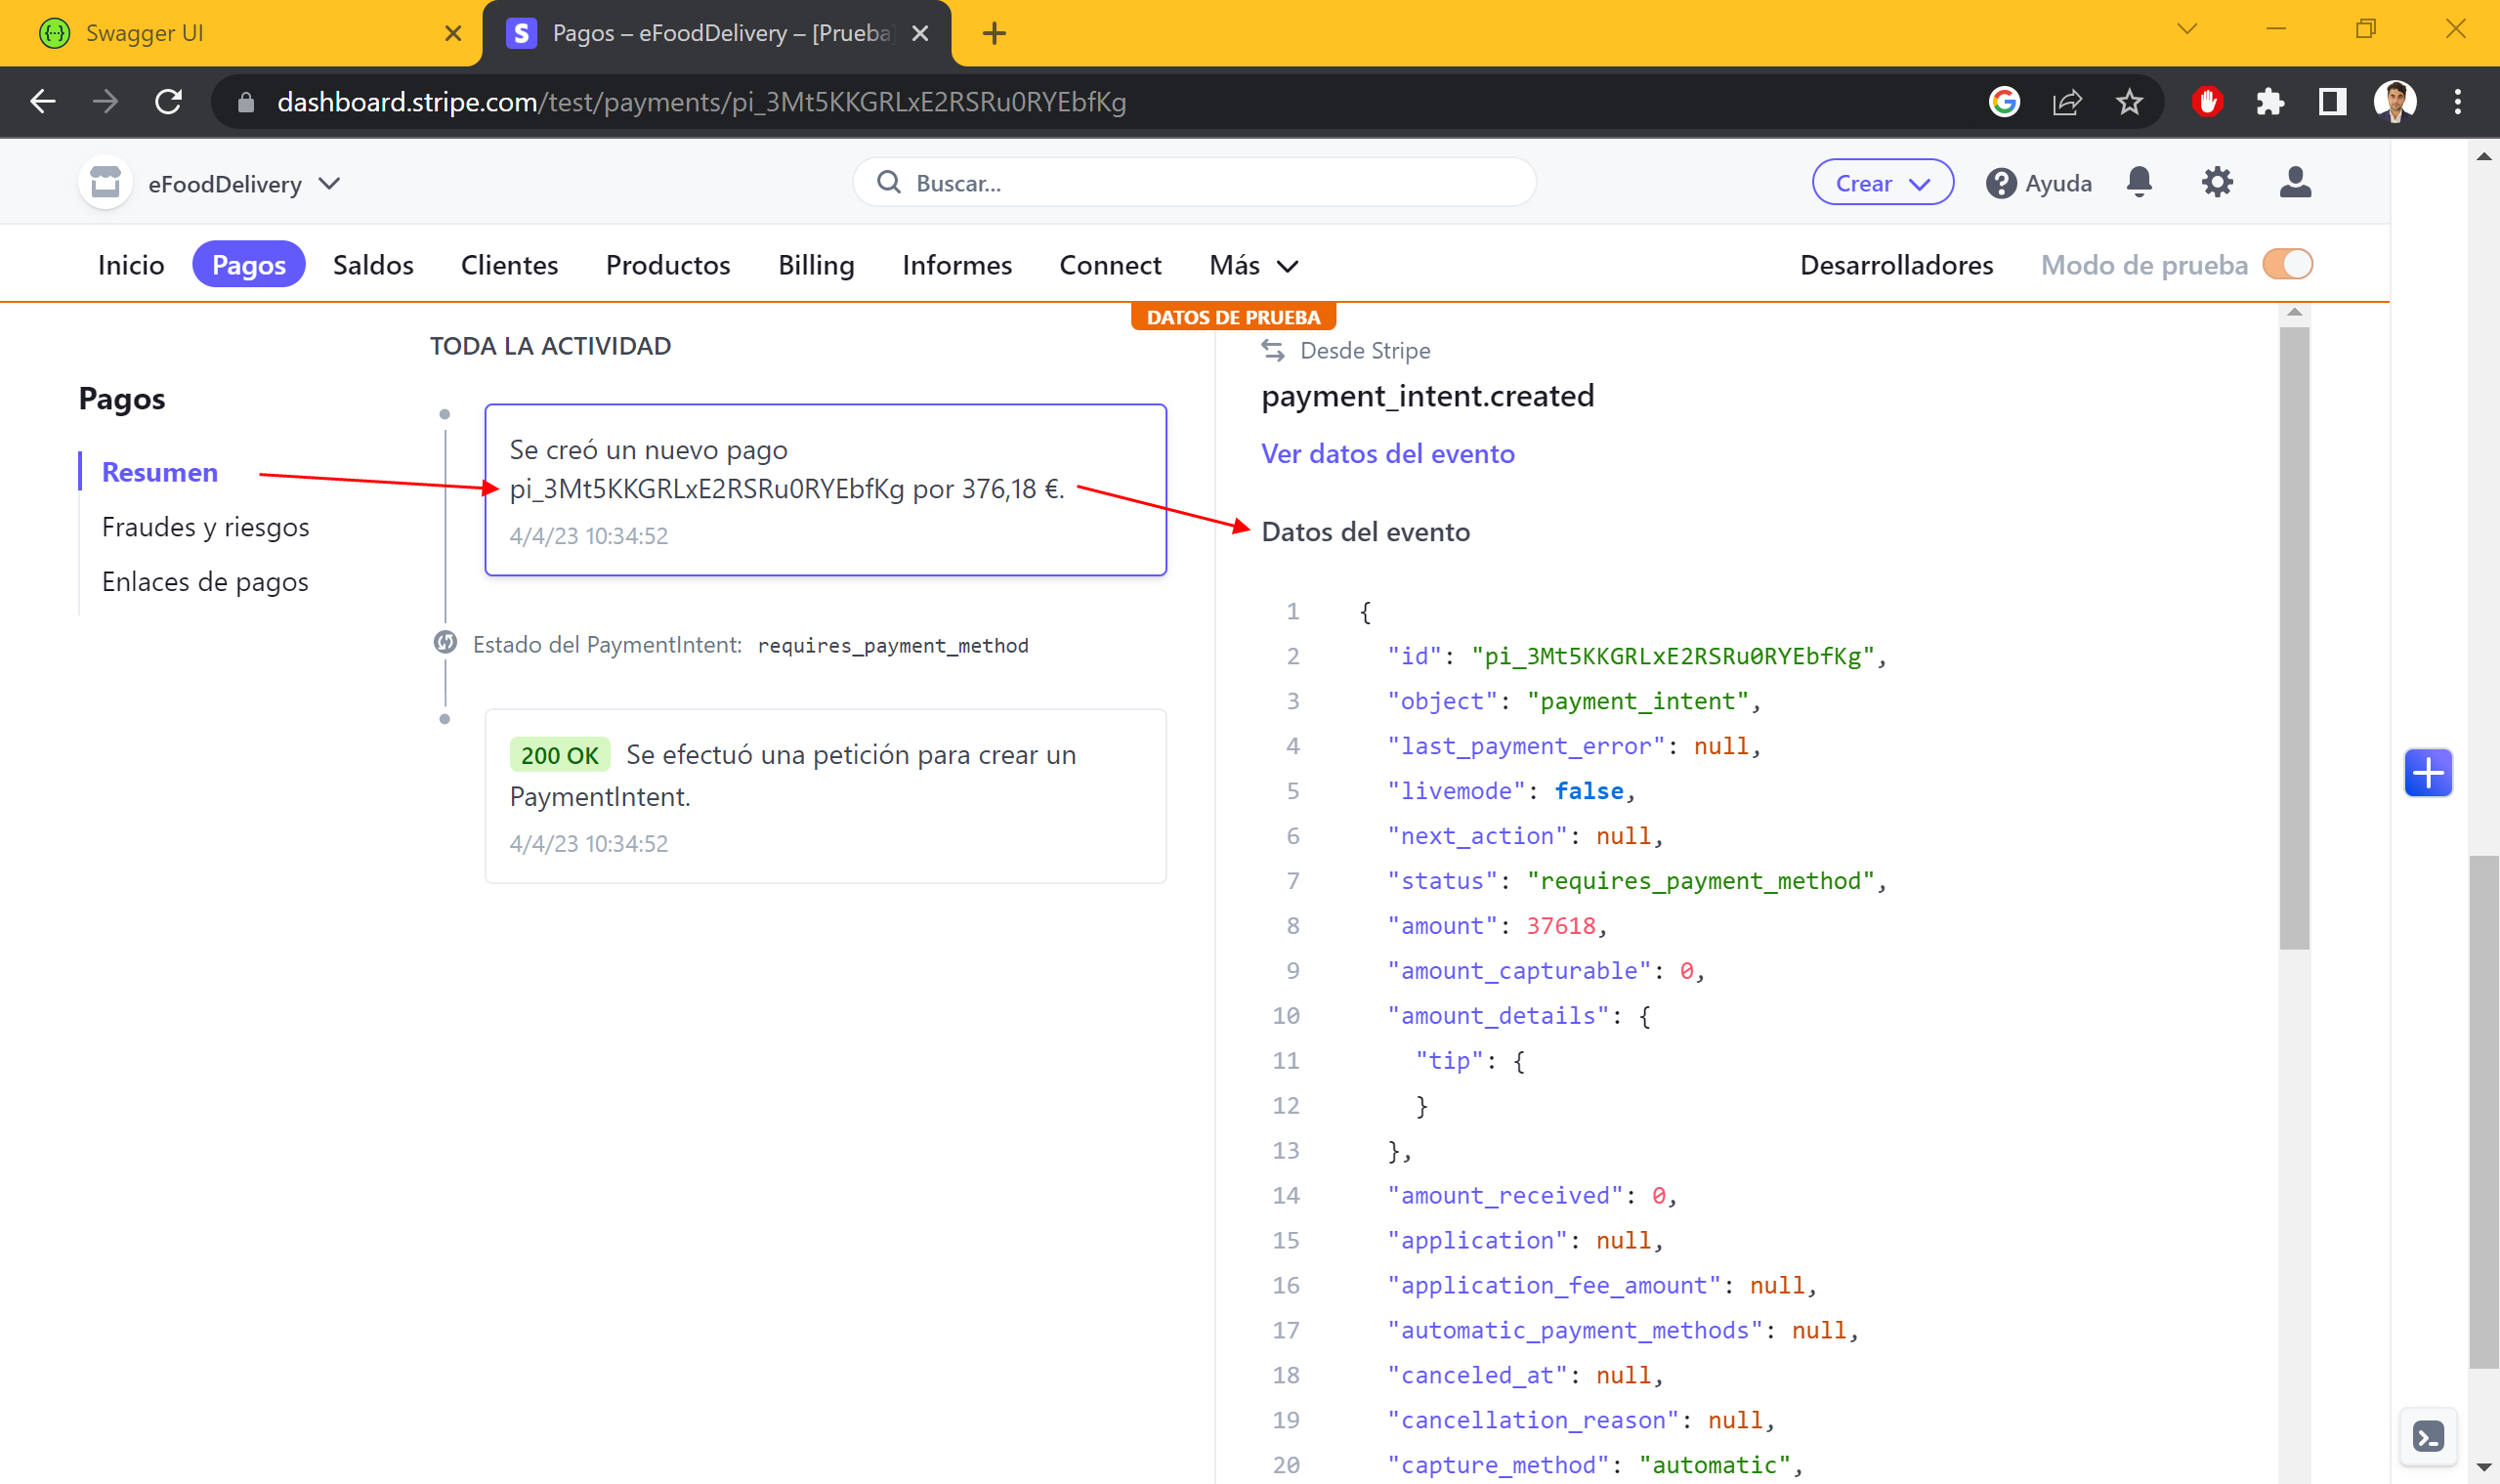 Swagger UI
Pagos – eFoodDelivery – [Prueba
dashboard.stripe.com/test/payments/pi_3Mt5KKGRLxE2RSRu0RYEbfKg
eFoodDelivery
Buscar...
Crear
Ayuda
Inicio
Pagos
Saldos
Clientes
Productos
Billing
Informes
Connect
Más
Desarrolladores
Modo de prueba
DATOS DE PRUEBA
Pagos
Resumen
Fraudes y riesgos
Enlaces de pagos
TODA LA ACTIVIDAD
Se creó un nuevo pago
pi_3Mt5KKGRLxE2RSRu0RYEbfKg por 376,18 €.
4/4/23 10:34:52
Estado del PaymentIntent: requires_payment_method
200 OK Se efectuó una petición para crear un
PaymentIntent.
4/4/23 10:34:52
Desde Stripe
payment_intent.created
Ver datos del evento
Datos del evento
1 {
2 "id": "pi_3Mt5KKGRLxE2RSRu0RYEbfKg",
3 "object": "payment_intent",
4 "last_payment_error": null,
5 "livemode": false,
6 "next_action": null,
7 "status": "requires_payment_method",
8 "amount": 37618,
9 "amount_capturable": 0,
10 "amount_details": {
11 "tip": {
12 }
13 },
14 "amount_received": 0,
15 "application": null,
16 "application_fee_amount": null,
17 "automatic_payment_methods": null,
18 "canceled_at": null,
19 "cancellation_reason": null,
20 "capture_method": "automatic",